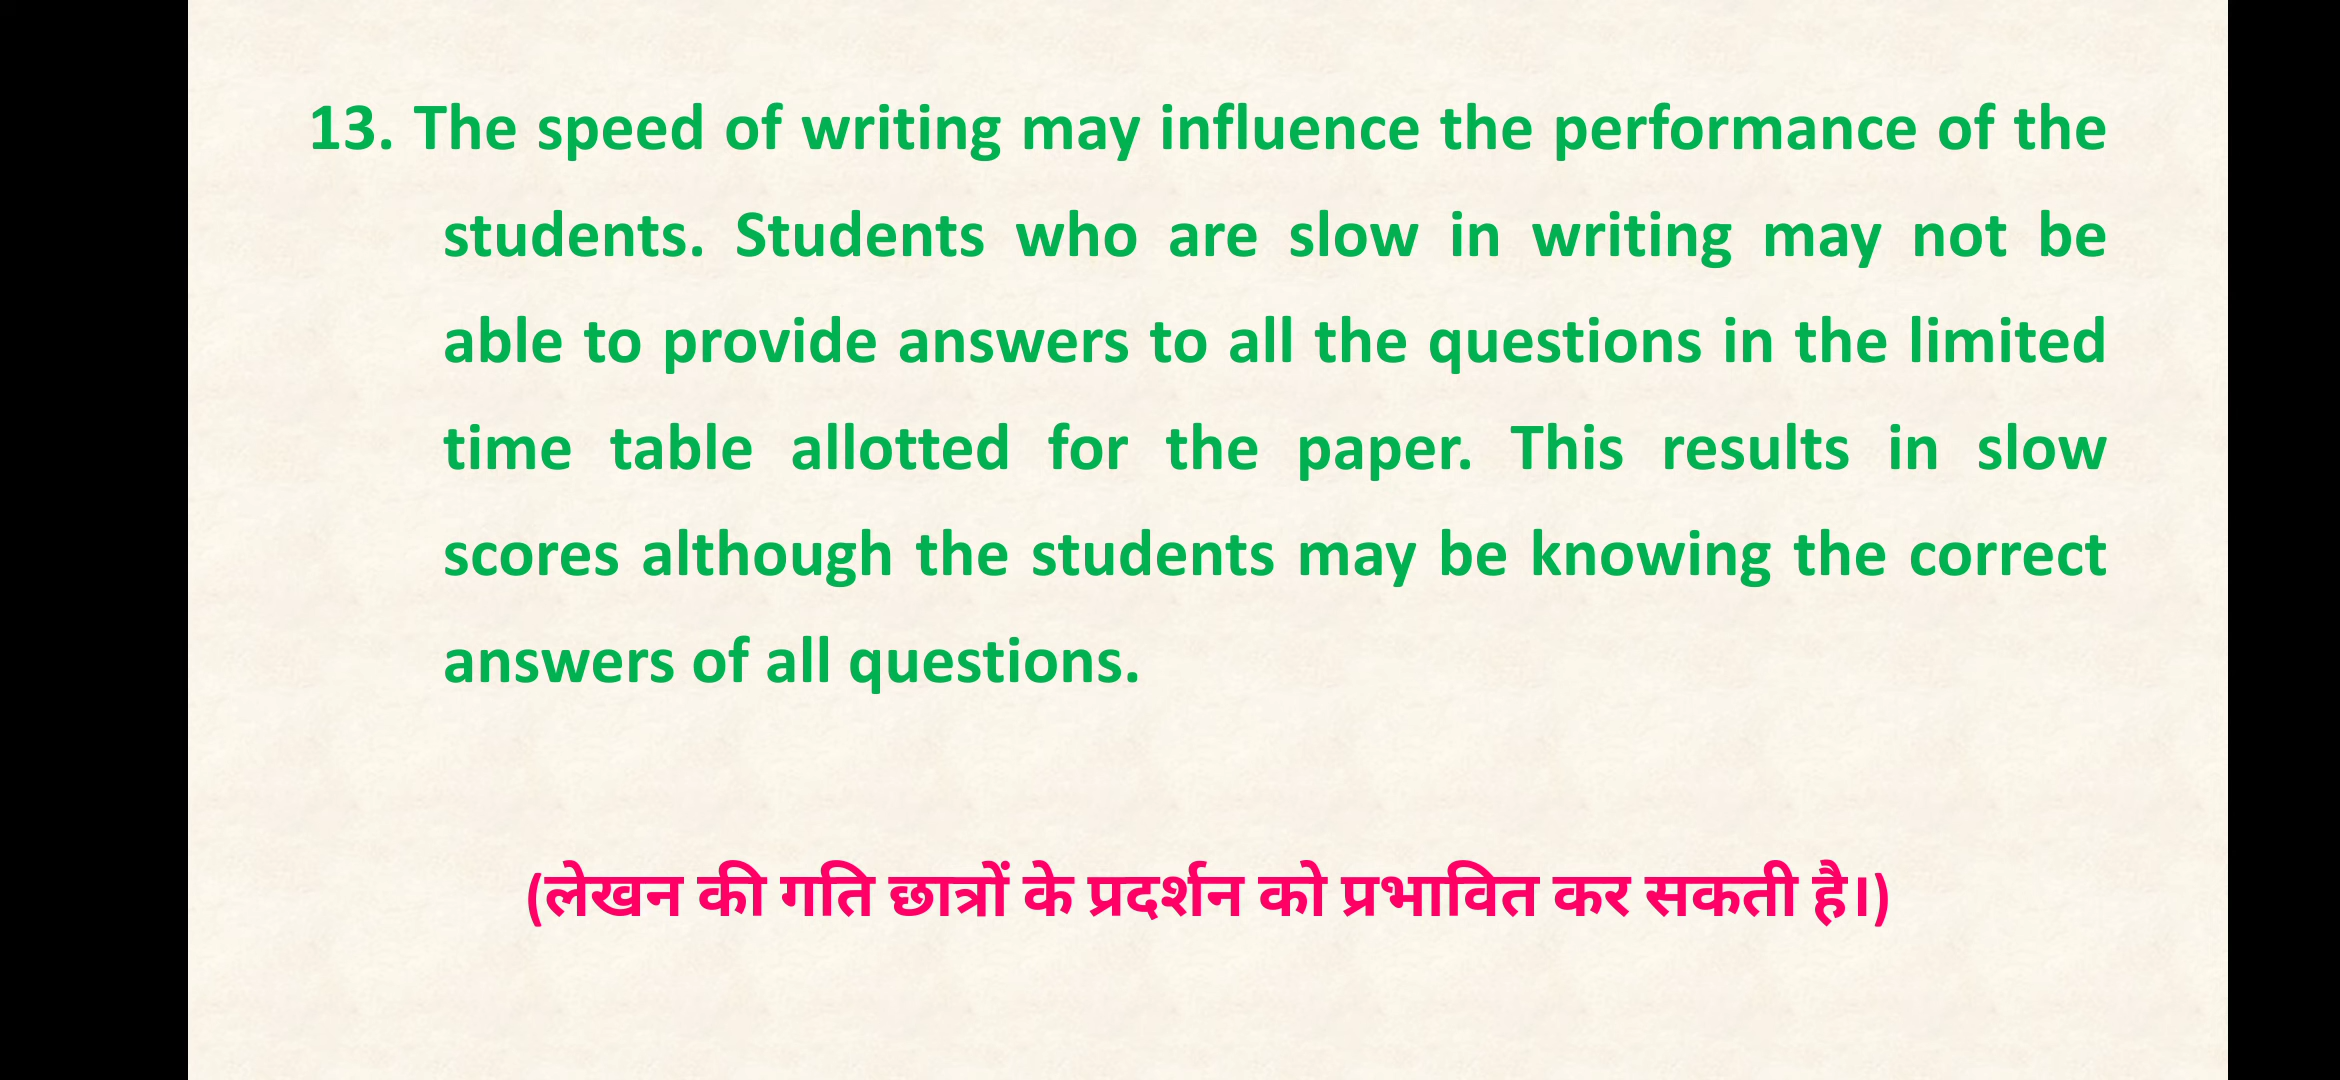 13. The speed of writing may influence the performance of the
students. Students who are slow in writing may not be
able to provide answers to all the questions in the limited
time table allotted for the paper. This results in slow
scores although the students may be knowing the correct
answers of all questions.
(लेखन की गति छात्रों के प्रदर्शन को प्रभावित कर सकती है।)